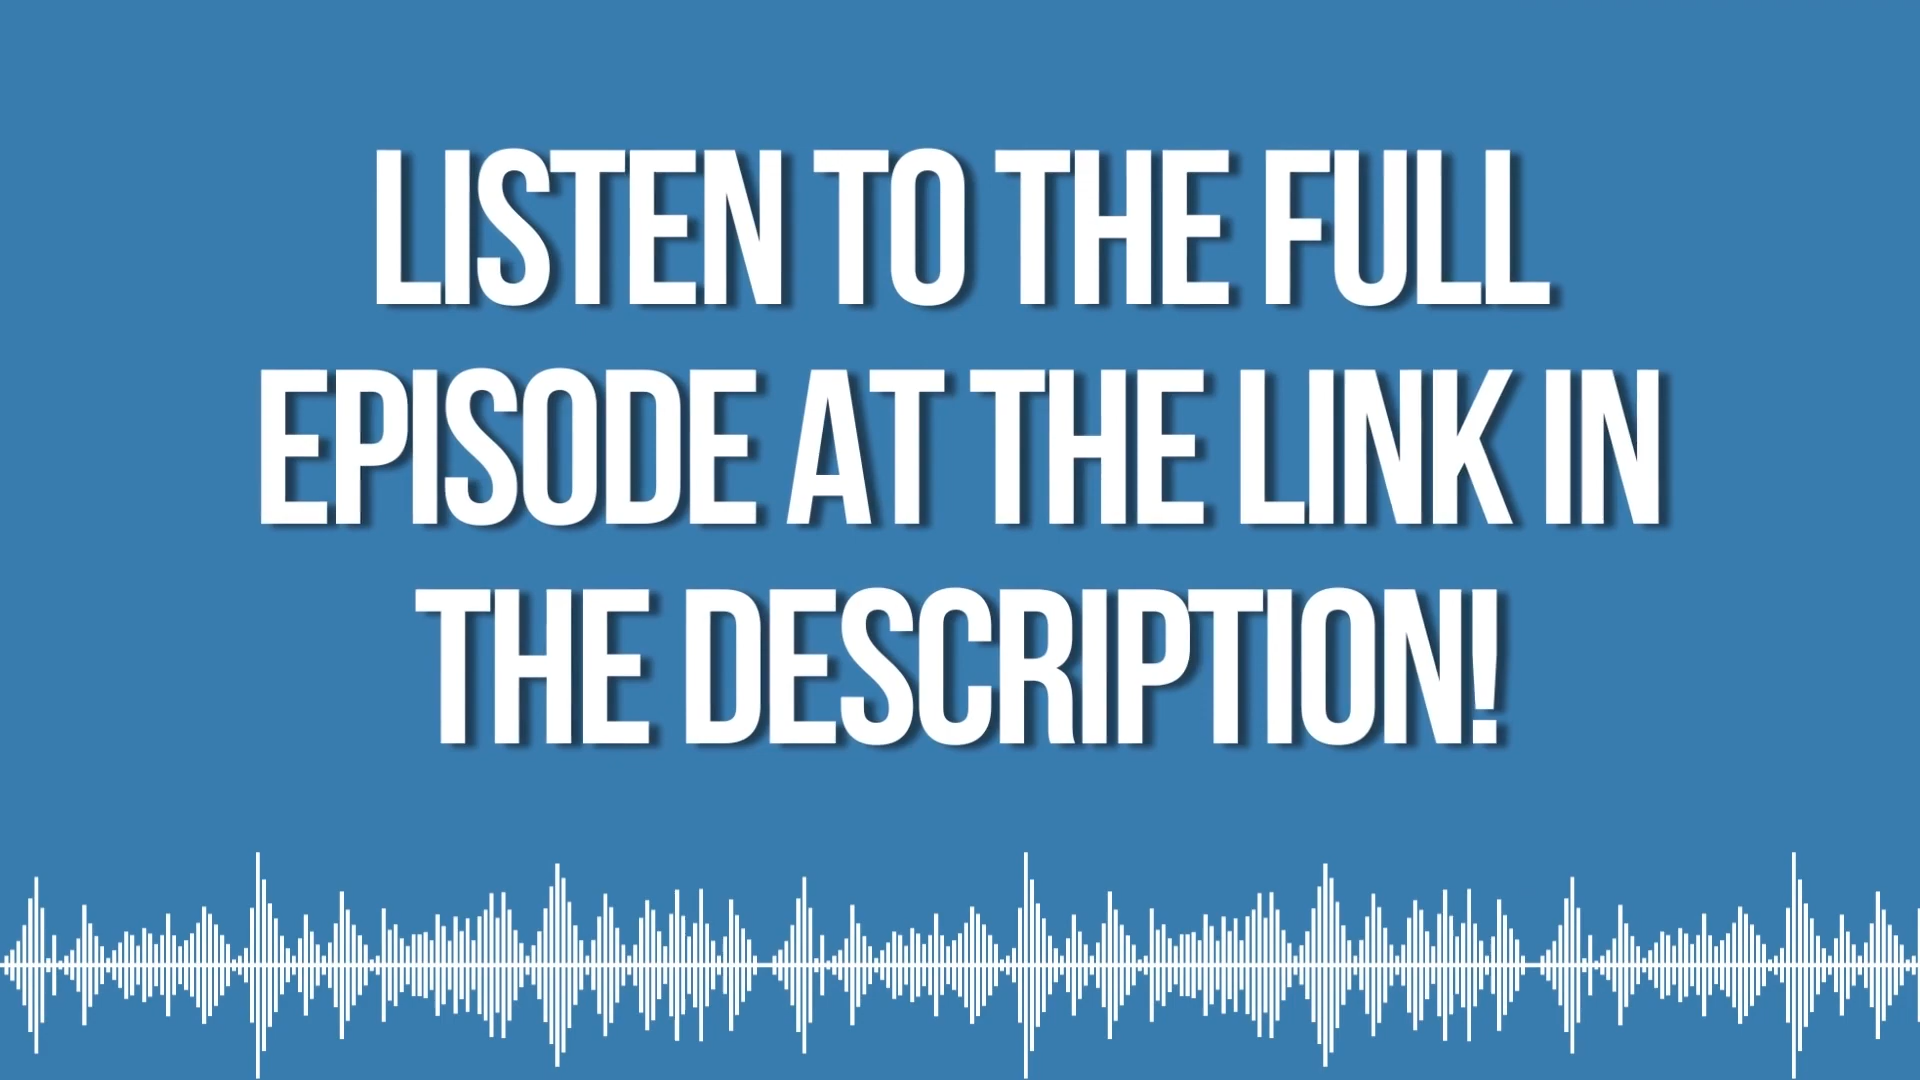 LISTEN TO THE FULL
EPISODE AT THE LINK IN
THE DESCRIPTION!